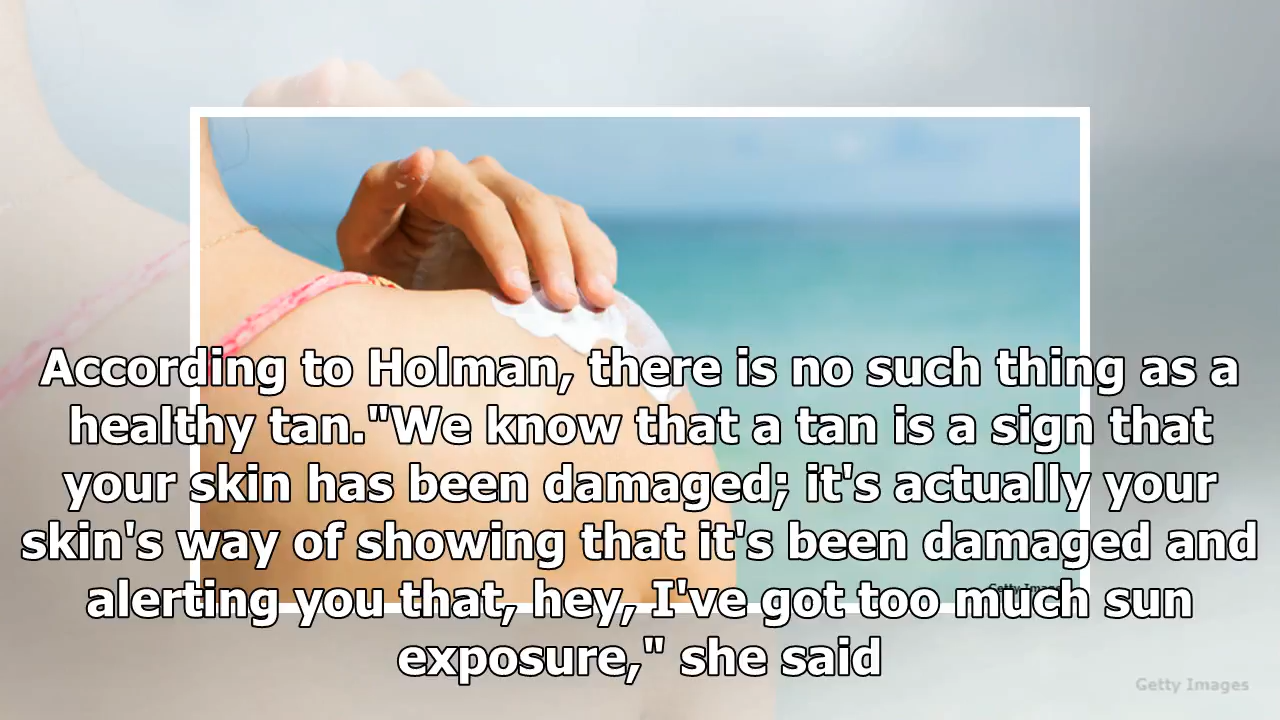 According to Holman, there is no such thing as a
healthy tan."We know that a tan is a sign that
your skin has been damaged; it's actually your
skin's way of showing that it's been damaged and
alerting you that, hey, I've got too much sun
exposure," she said
Getty Images